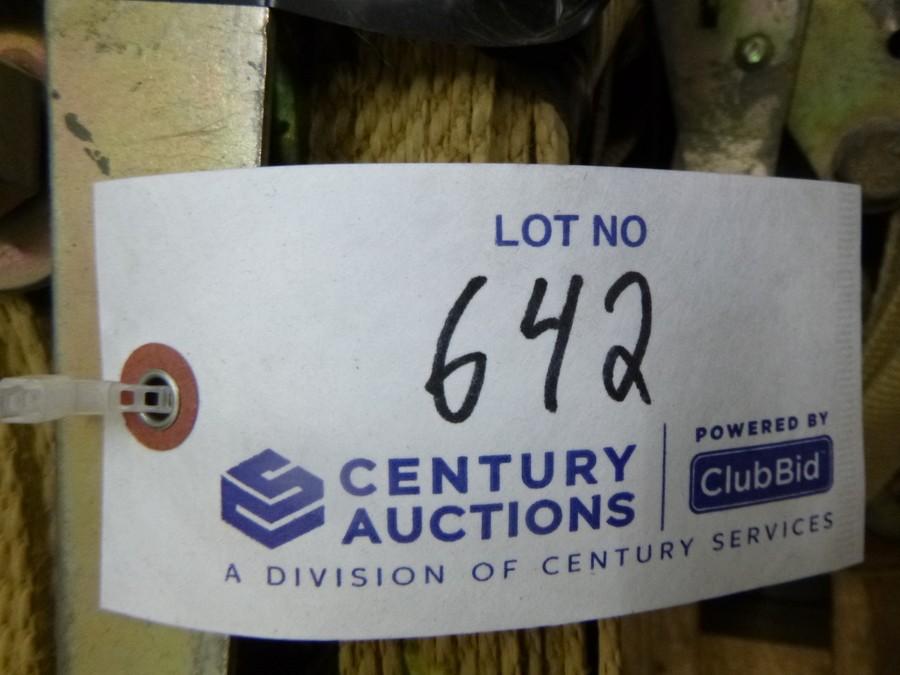 LOT NO
642
CENTURY
AUCTIONS
POWERED BY
ClubBid
A DIVISION OF CENTURY SERVICES